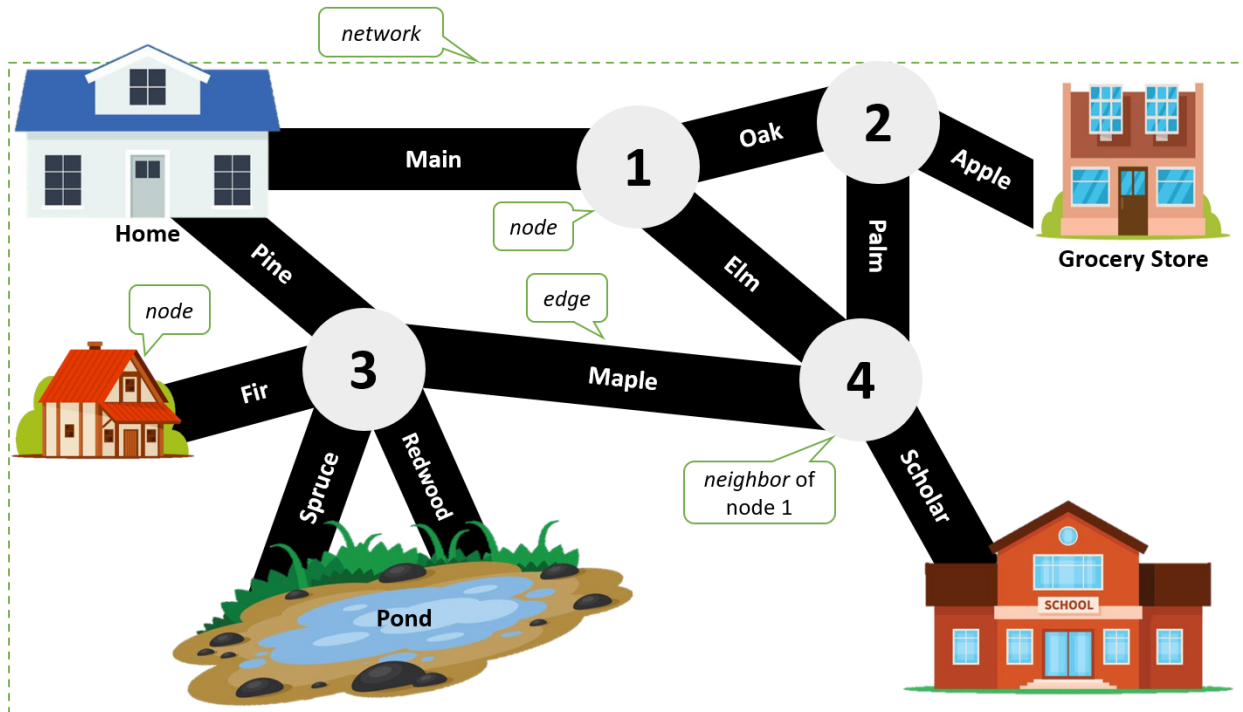 network
Main
1
Oak
2
Apple
node
Home
Grocery Store
Pine
Elm
Palm
edge
node
Fir
3
Maple
4
Spruce
Redwood
neighbor of
node 1
Scholar
Pond
SCHOOL